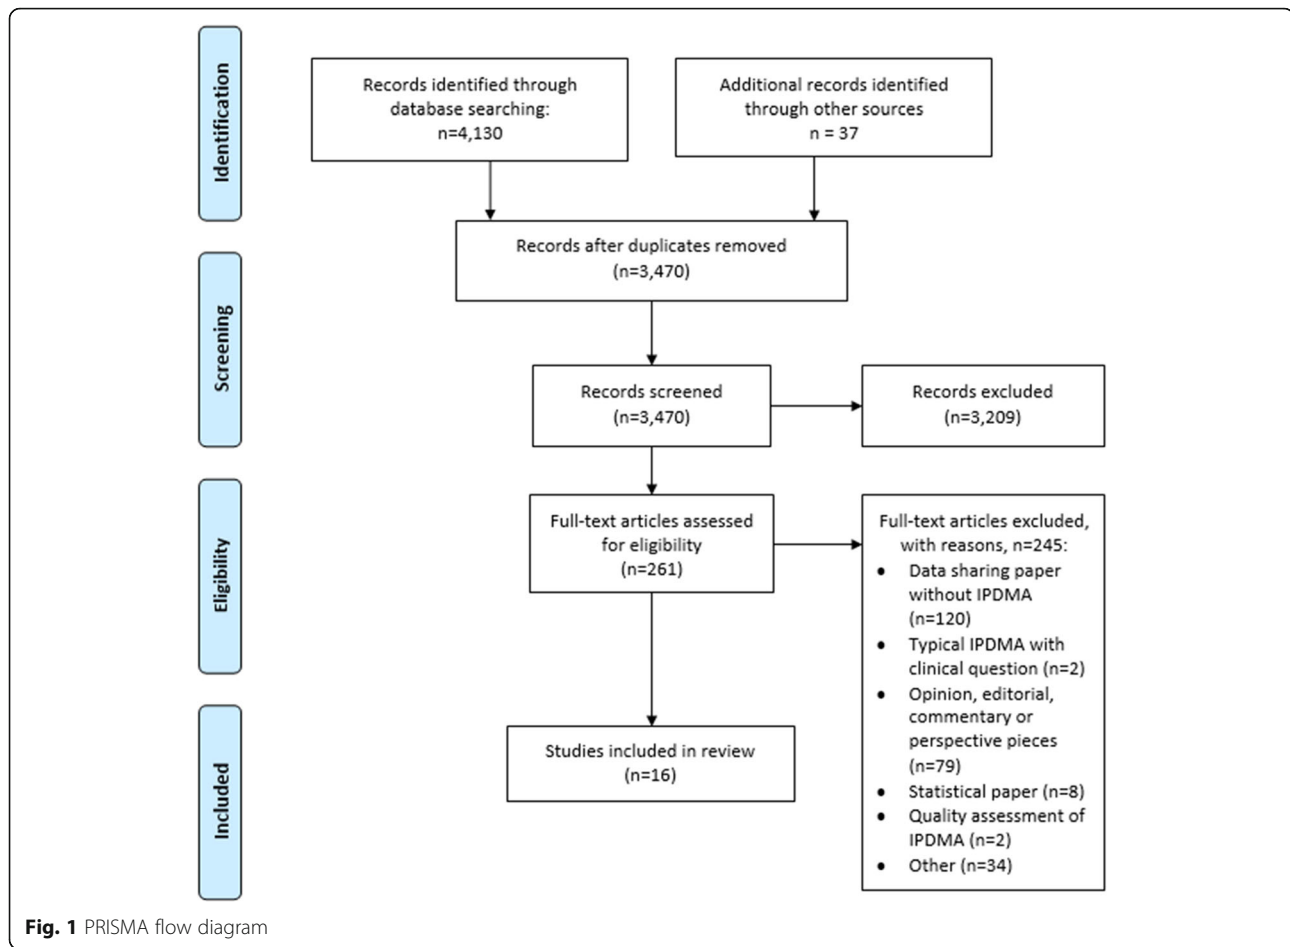 Identification
Records identified through
database searching:
n=4,130
Additional records identified
through other sources
n = 37
Records after duplicates removed
(n=3,470)
Screening
Records screened
(n=3,470)
Records excluded
(n=3,209)
Eligibility
Full-text articles assessed
for eligibility
(n=261)
Full-text articles excluded,
with reasons, n=245:
● Data sharing paper
without IPDMA
(n=120)
● Typical IPDMA with
clinical question (n=2)
● Opinion, editorial,
commentary or
perspective pieces
(n=79)
● Statistical paper (n=8)
● Quality assessment of
IPDMA (n=2)
● Other (n=34)
Included
Studies included in review
(n=16)
Fig. 1 PRISMA flow diagram